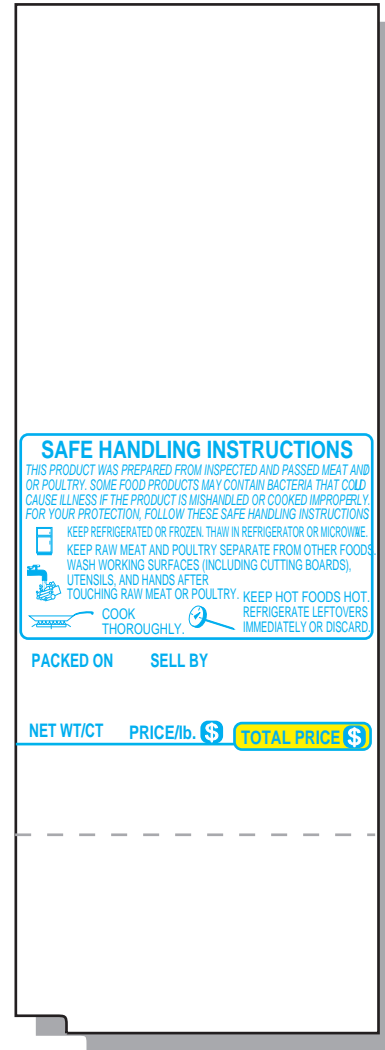 SAFE HANDLING INSTRUCTIONS
THIS PRODUCT WAS PREPARED FROM INSPECTED AND PASSED MEAT AND
OR POULTRY. SOME FOOD PRODUCTS MAY CONTAIN BACTERIA THAT COLD
CAUSE ILLNESS IF THE PRODUCT IS MISHANDLED OR COOKED IMPROPERLY.
FOR YOUR PROTECTION, FOLLOW THESE SAFE HANDLING INSTRUCTIONS
KEEP REFRIGERATED OR FROZEN. THAW IN REFRIGERATOR OR MICROWAVE.
KEEP RAW MEAT AND POULTRY SEPARATE FROM OTHER FOODS.
WASH WORKING SURFACES (INCLUDING CUTTING BOARDS),
UTENSILS, AND HANDS AFTER
TOUCHING RAW MEAT OR POULTRY.
COOK
THOROUGHLY.
KEEP HOT FOODS HOT.
REFRIGERATE LEFTOVERS
IMMEDIATELY OR DISCARD.
PACKED ON SELL BY
NET WT/CT PRICE/lb. $ TOTAL PRICE $